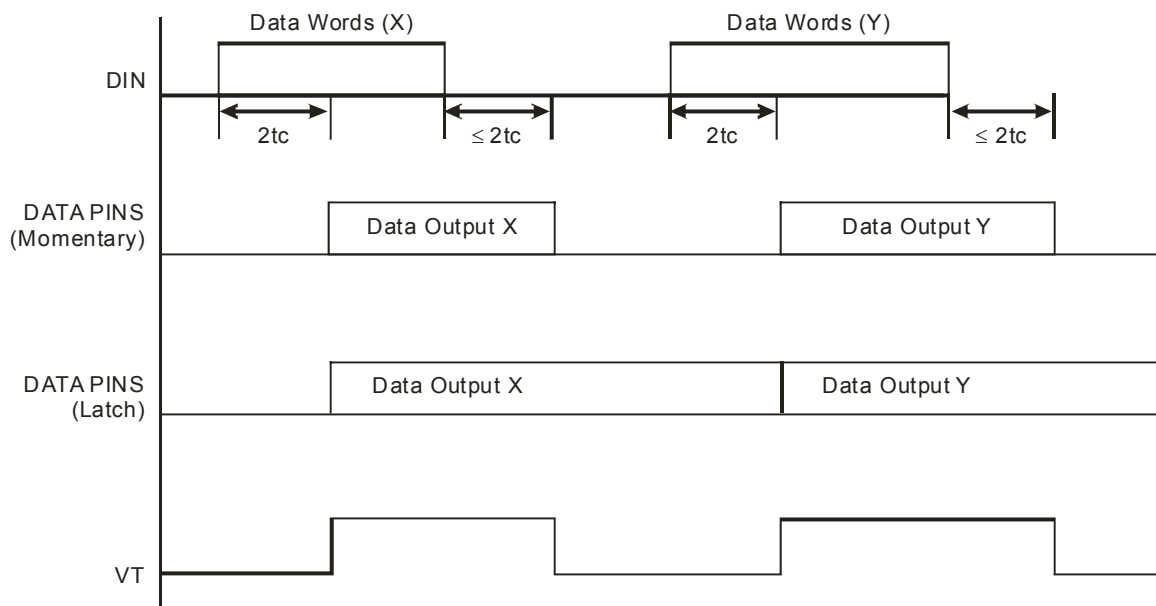 Data Words (X) Data Words (Y)
DIN
2tc ≤ 2tc 2tc ≤ 2tc
DATA PINS
(Momentary)
Data Output X Data Output Y
DATA PINS
(Latch)
Data Output X Data Output Y
VT